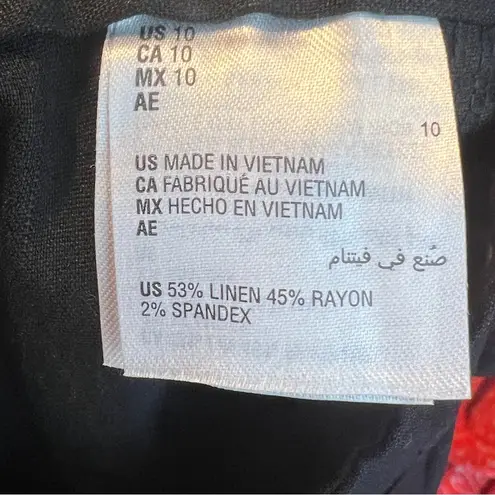 US 10
CA 10
MX 10
AE
10
US MADE IN VIETNAM
CA FABRIQUÉ AU VIETNAM
MX HECHO EN VIETNAM
AE
صُنع في فيتنام
US 53% LINEN 45% RAYON
2% SPANDEX